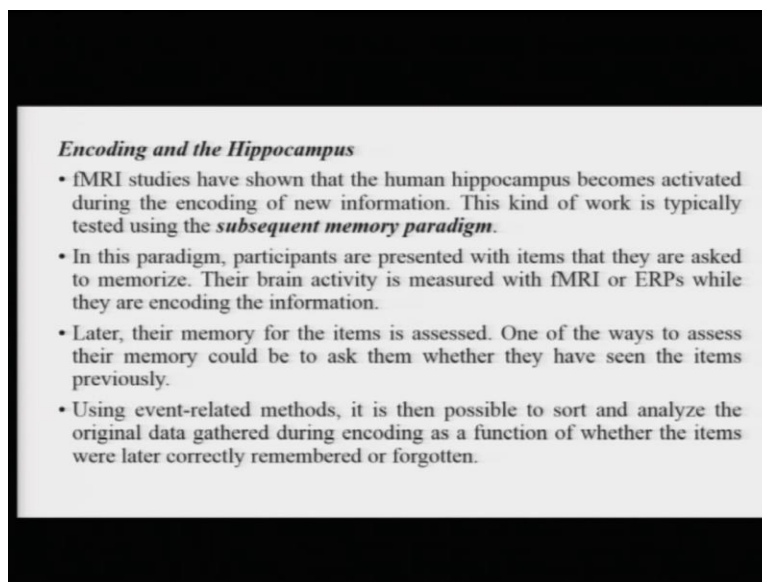 Encoding and the Hippocampus
• fMRI studies have shown that the human hippocampus becomes activated
during the encoding of new information. This kind of work is typically
tested using the subsequent memory paradigm.
• In this paradigm, participants are presented with items that they are asked
to memorize. Their brain activity is measured with fMRI or ERPs while
they are encoding the information.
• Later, their memory for the items is assessed. One of the ways to assess
their memory could be to ask them whether they have seen the items
previously.
• Using event-related methods, it is then possible to sort and analyze the
original data gathered during encoding as a function of whether the items
were later correctly remembered or forgotten.